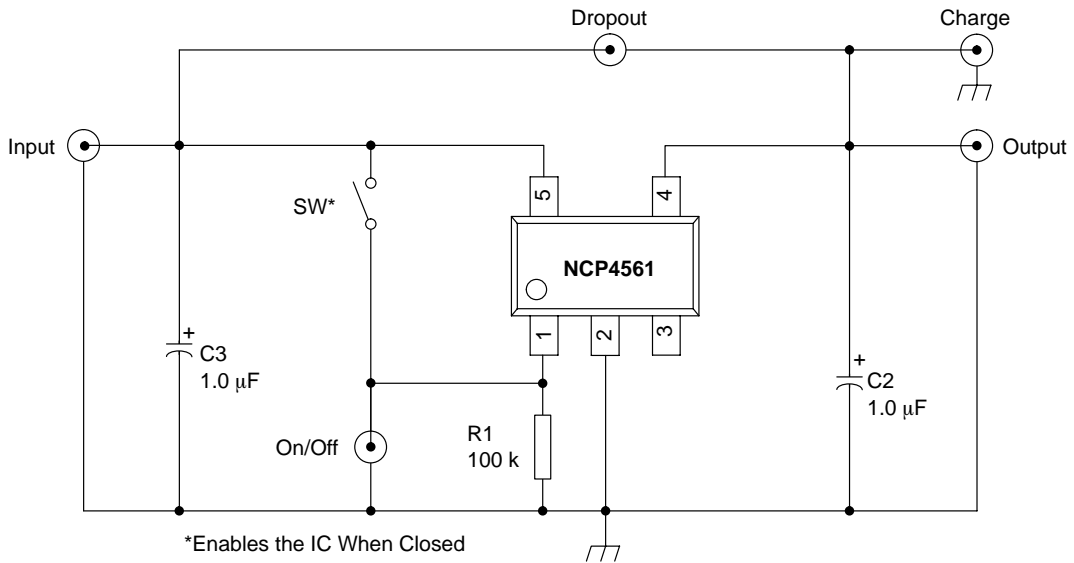 Dropout
Charge
Input
Output
SW*
5
4
NCP4561
1
2
3
+
C3
1.0 μF
+
C2
1.0 μF
On/Off
R1
100 k
*Enables the IC When Closed